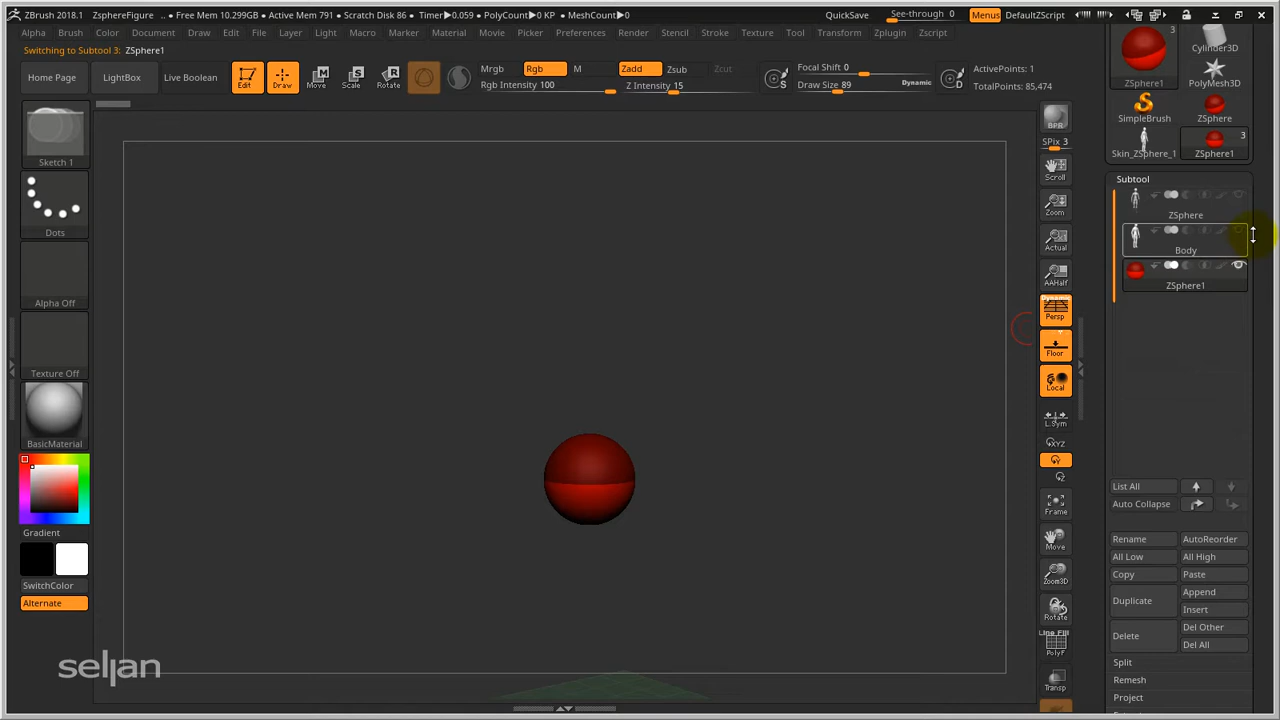 ZBrush 2018.1 ZsphereFigure .. • Free Mem 10.299GB • Active Mem 791 • Scratch Disk 86 • Timer▶0.059 • PolyCount▶0 KP • MeshCount▶0 QuickSave See-through 0 Menus DefaultZScript
Alpha Brush Color Document Draw Edit File Layer Light Macro Marker Material Movie Picker Preferences Render Stencil Stroke Texture Tool Transform Zplugin Zscript
Switching to Subtool 3: ZSphere1
Home Page LightBox Live Boolean Edit Draw Move Scale Rotate
Mrgb Rgb M Zadd Zsub Zcut
Rgb Intensity 100 Z Intensity 15
S
Focal Shift 0
Draw Size 89 Dynamic
D
ActivePoints: 1
TotalPoints: 85,474
Sketch 1
Dots
Alpha Off
Texture Off
BasicMaterial
Gradient
SwitchColor
Alternate
seljan
BPR
SPix 3
Scroll
Zoom
Actual
AAHalf
Persp
Floor
Local
L.Sym
XYZ
Y
Z
Frame
Move
Zoom3D
Rotate
Line Fill
PolyF
Transp
3
ZSphere1
Cylinder3D
PolyMesh3D
SimpleBrush
ZSphere
Skin_ZSphere_1
3
ZSphere1
Subtool
ZSphere
Body
ZSphere1
List All
Auto Collapse
Rename AutoReorder
All Low All High
Copy Paste
Duplicate Append
Insert
Delete Del Other
Del All
Split
Remesh
Project